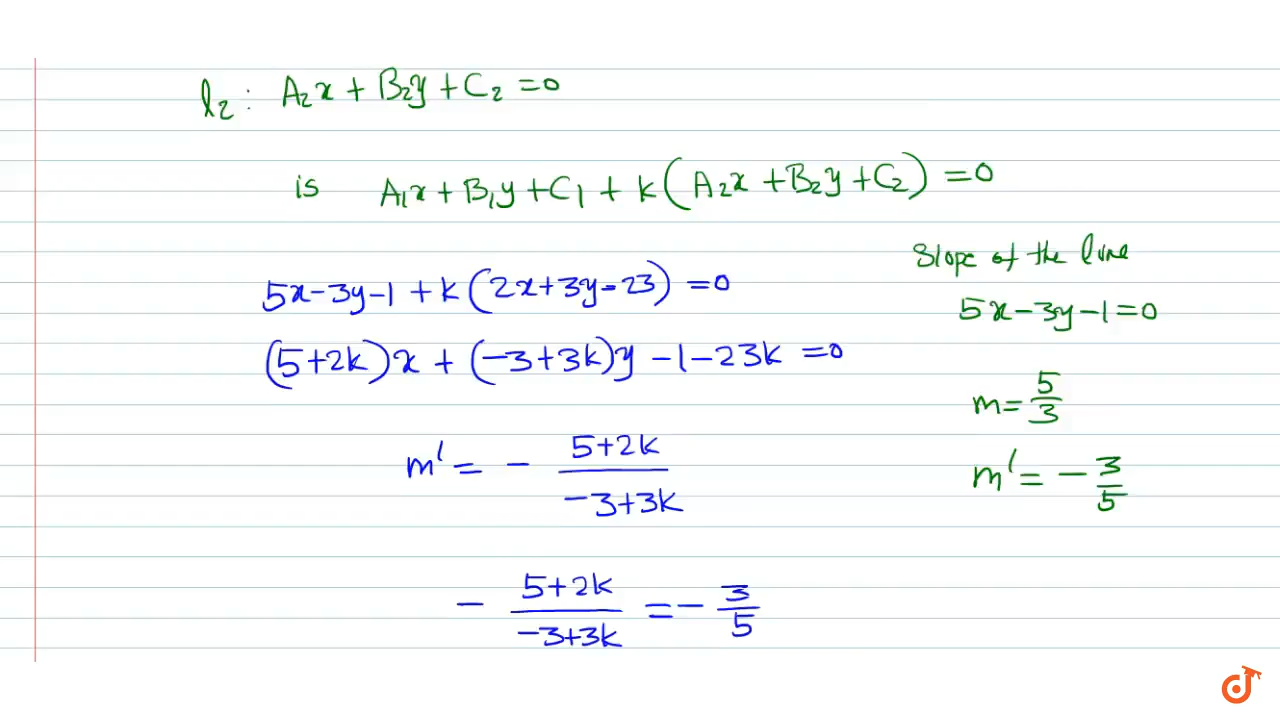 l₂ : A₂x + B₂y + C₂ = 0
is A₁x + B₁y + C₁ + k(A₂x + B₂y + C₂) = 0
5x-3y-1 + k(2x+3y-23) = 0
(5+2k)x + (-3+3k)y -1-23k = 0
m' = - (5+2k)/(-3+3k)
- (5+2k)/(-3+3k) = - 3/5
Slope of the line
5x-3y-1=0
m = 5/3
m' = - 3/5